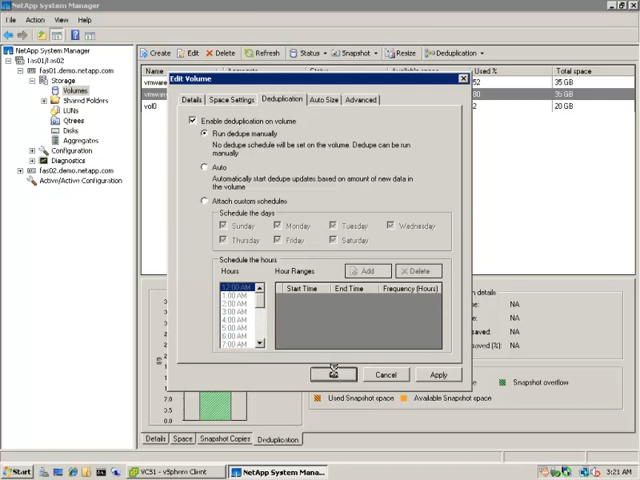 NetApp System Manager
File Action View Help
NetApp System Manager
fas01/fas02
fas01.demo.netapp.com
Storage
Volumes
Shared Folders
LUNs
Qtrees
Disks
Aggregates
Configuration
Diagnostics
fas02.demo.netapp.com
Active/Active Configuration
Create Edit Delete Refresh Status Snapshot Resize Deduplication
Name Used % Total space
vmware 52 35 GB
vmware 80 35 GB
vol0 2 20 GB
Edit Volume
Details Space Settings Deduplication Auto Size Advanced
Enable deduplication on volume
Run dedupe manually
No dedupe schedule will be set on the volume. Dedupe can be run
manually
Auto
Automatically start dedupe updates based on amount of new data in
the volume
Attach custom schedules
Schedule the days
Sunday Monday Tuesday Wednesday
Thursday Friday Saturday
Schedule the hours
Hours Hour Ranges Add Delete
12:00 AM
1:00 AM
2:00 AM
3:00 AM
4:00 AM
5:00 AM
6:00 AM
7:00 AM
Start Time End Time Frequency (Hours)
Cancel Apply
n details
NA
NA
saved: NA
saved (%): NA
7.0
0.0
Snapshot overflow
Used Snapshot space Available Snapshot space
Details Space Snapshot Copies Deduplication
Start VC51 - vSphere Client NetApp System Mana... 3:21 AM